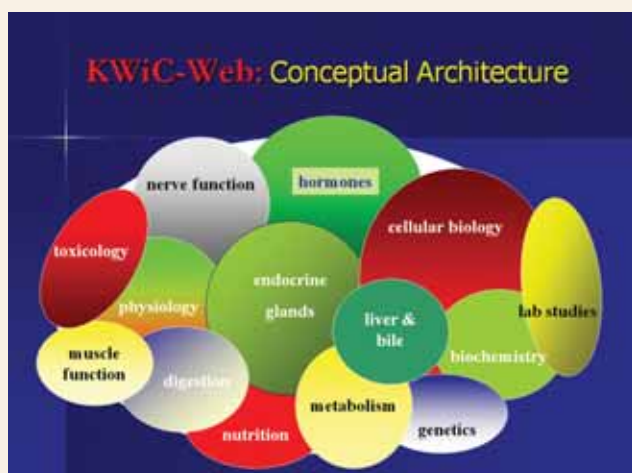 KWiC-Web: Conceptual Architecture
nerve function
hormones
cellular biology
toxicology
endocrine
glands
physiology
liver &
bile
lab studies
muscle
function
digestion
biochemistry
metabolism
nutrition
genetics